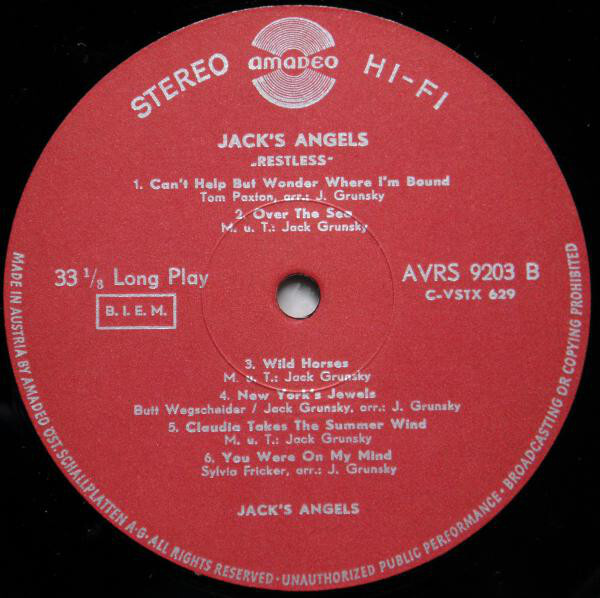 STEREO amadeo HI-FI
JACK'S ANGELS
„RESTLESS“
1. Can't Help But Wonder Where I'm Bound
Tom Paxton, arr.: J. Grunsky
2. Over The Sea
M. u. T.: Jack Grunsky
33 1/3 Long Play
B. I. E. M.
AVRS 9203 B
C-VSTX 629
3. Wild Horses
M. u. T.: Jack Grunsky
4. New York's Jewels
Butt Wegscheider / Jack Grunsky, arr.: J. Grunsky
5. Claudia Takes The Summer Wind
M. u. T.: Jack Grunsky
6. You Were On My Mind
Sylvia Fricker, arr.: J. Grunsky
JACK'S ANGELS
MADE IN AUSTRIA BY AMADEO ÖST. SCHALLPLATTEN A·G· ALL RIGHTS RESERVED · UNAUTHORIZED PUBLIC PERFORMANCE · BROADCASTING OR COPYING PROHIBITED